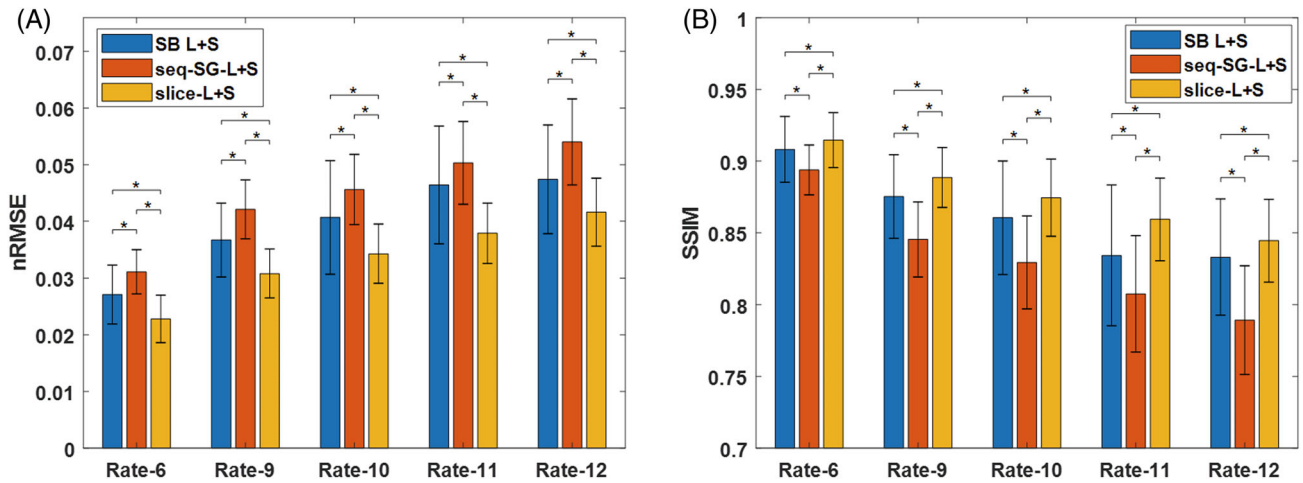 (A)
nRMSE
0.07
0.06
0.05
0.04
0.03
0.02
0.01
0
SB L+S
seq-SG-L+S
slice-L+S
* * *
* * *
* * *
* * *
* * *
Rate-6 Rate-9 Rate-10 Rate-11 Rate-12
(B)
SSIM
1
0.95
0.9
0.85
0.8
0.75
0.7
SB L+S
seq-SG-L+S
slice-L+S
* * *
* * *
* * *
* * *
* * *
Rate-6 Rate-9 Rate-10 Rate-11 Rate-12